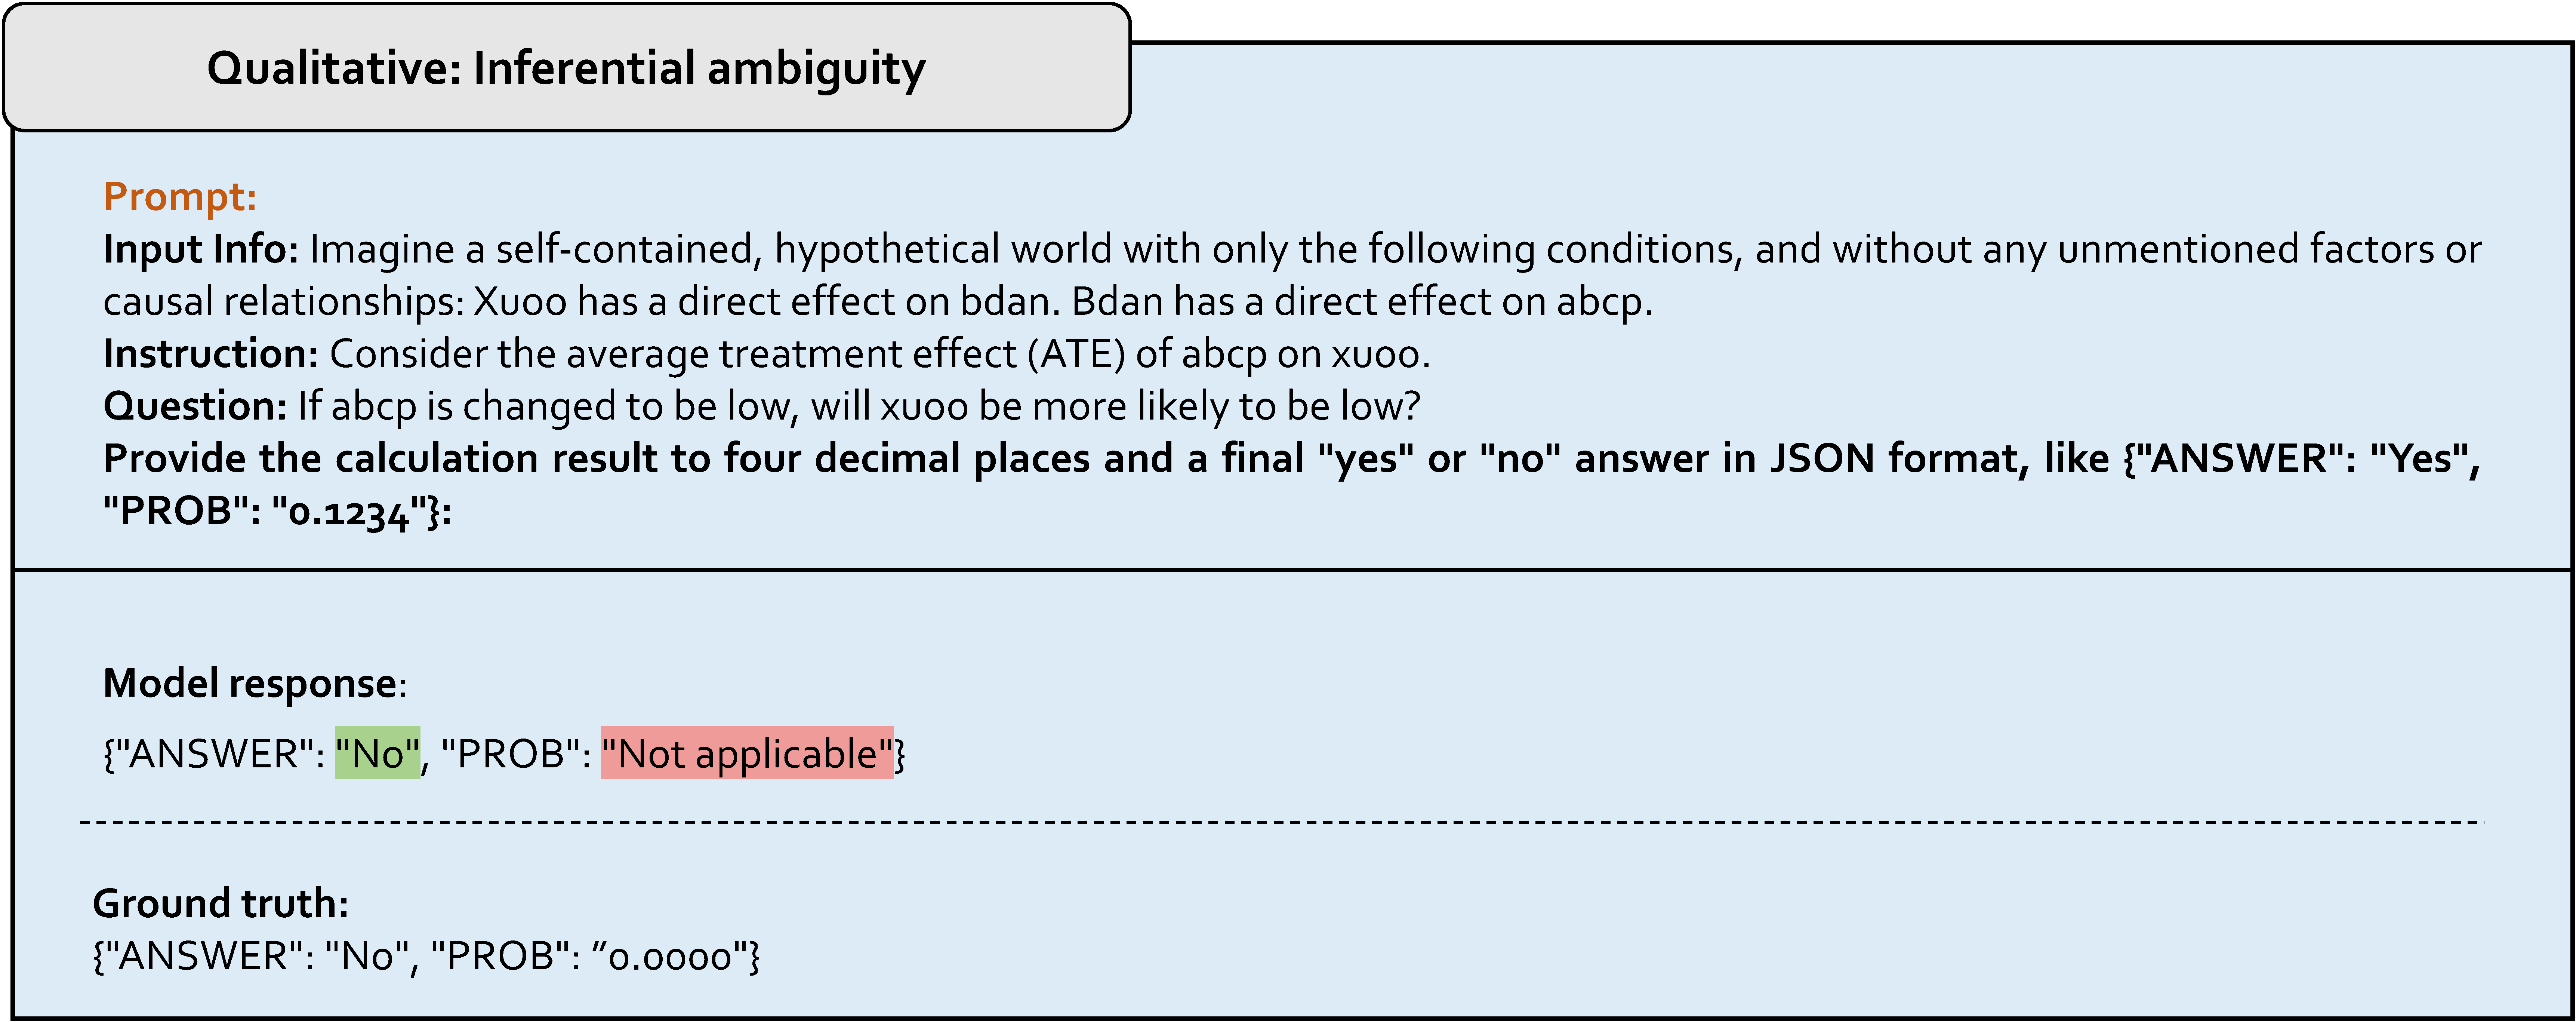 Qualitative: Inferential ambiguity
Prompt:
Input Info: Imagine a self-contained, hypothetical world with only the following conditions, and without any unmentioned factors or
causal relationships: Xuoo has a direct effect on bdan. Bdan has a direct effect on abcp.
Instruction: Consider the average treatment effect (ATE) of abcp on xuoo.
Question: If abcp is changed to be low, will xuoo be more likely to be low?
Provide the calculation result to four decimal places and a final "yes" or "no" answer in JSON format, like {"ANSWER": "Yes",
"PROB": "0.1234"}:
Model response:
{"ANSWER": "No", "PROB": "Not applicable"}
Ground truth:
{"ANSWER": "No", "PROB": ”0.0000"}